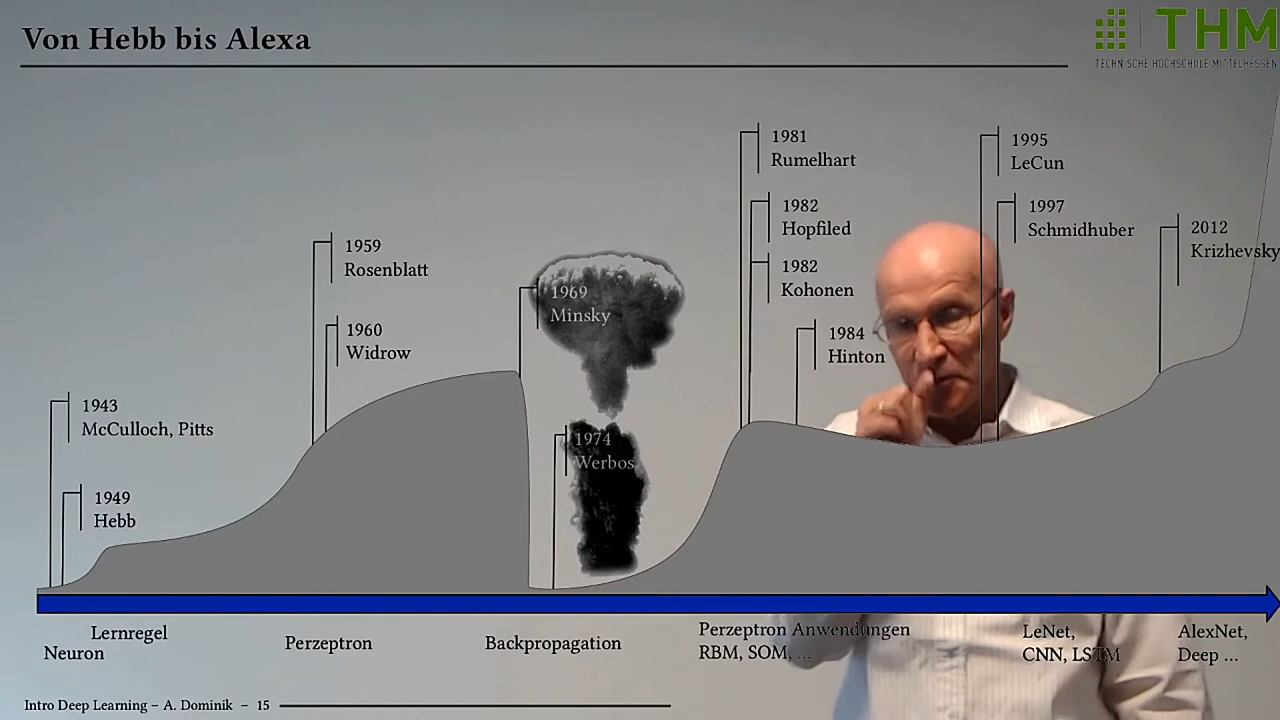 Von Hebb bis Alexa
THM
TECHNISCHE HOCHSCHULE MITTELHESSEN
1943
McCulloch, Pitts
1949
Hebb
1959
Rosenblatt
1960
Widrow
1969
Minsky
1974
Werbos
1981
Rumelhart
1982
Hopfiled
1982
Kohonen
1984
Hinton
1995
LeCun
1997
Schmidhuber
2012
Krizhevsky
Neuron
Lernregel
Perzeptron
Backpropagation
Perzeptron Anwendungen
RBM, SOM, ...
LeNet,
CNN, LSTM
AlexNet,
Deep ...
Intro Deep Learning – A. Dominik – 15